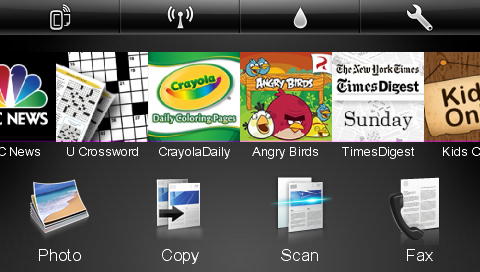 C NEWS
Crayola
Daily Coloring Pages
ANGRY BIRDS
The New York Times
TimesDigest
Sunday
Kid
On
C News
U Crossword
CrayolaDaily
Angry Birds
TimesDigest
Kids O
Photo
Copy
Scan
Fax